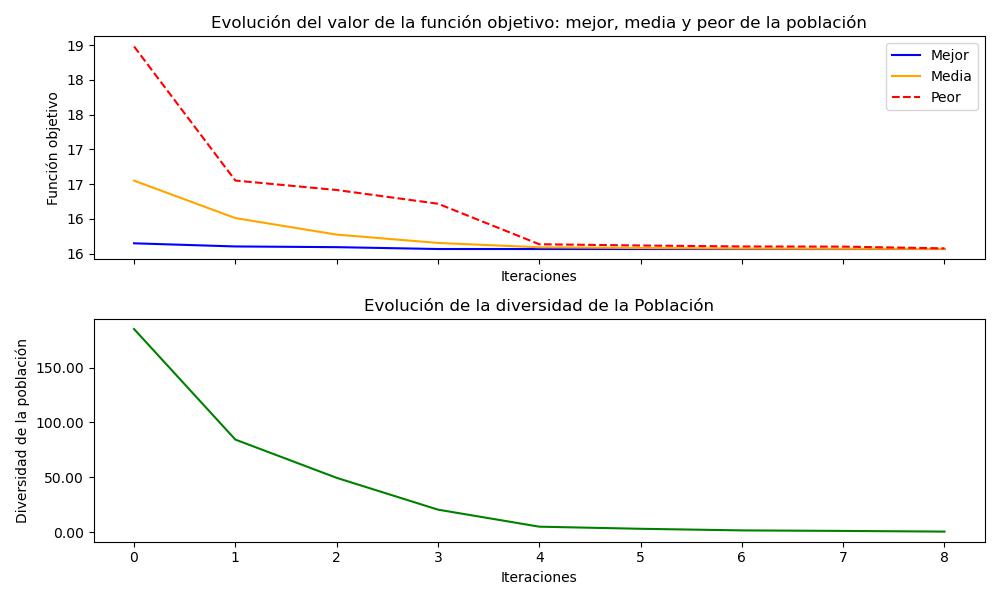 Evolución del valor de la función objetivo: mejor, media y peor de la población
19
18
18
17
17
16
16
Función objetivo
Mejor
Media
Peor
Iteraciones
Evolución de la diversidad de la Población
150.00
100.00
50.00
0.00
Diversidad de la población
0 1 2 3 4 5 6 7 8
Iteraciones